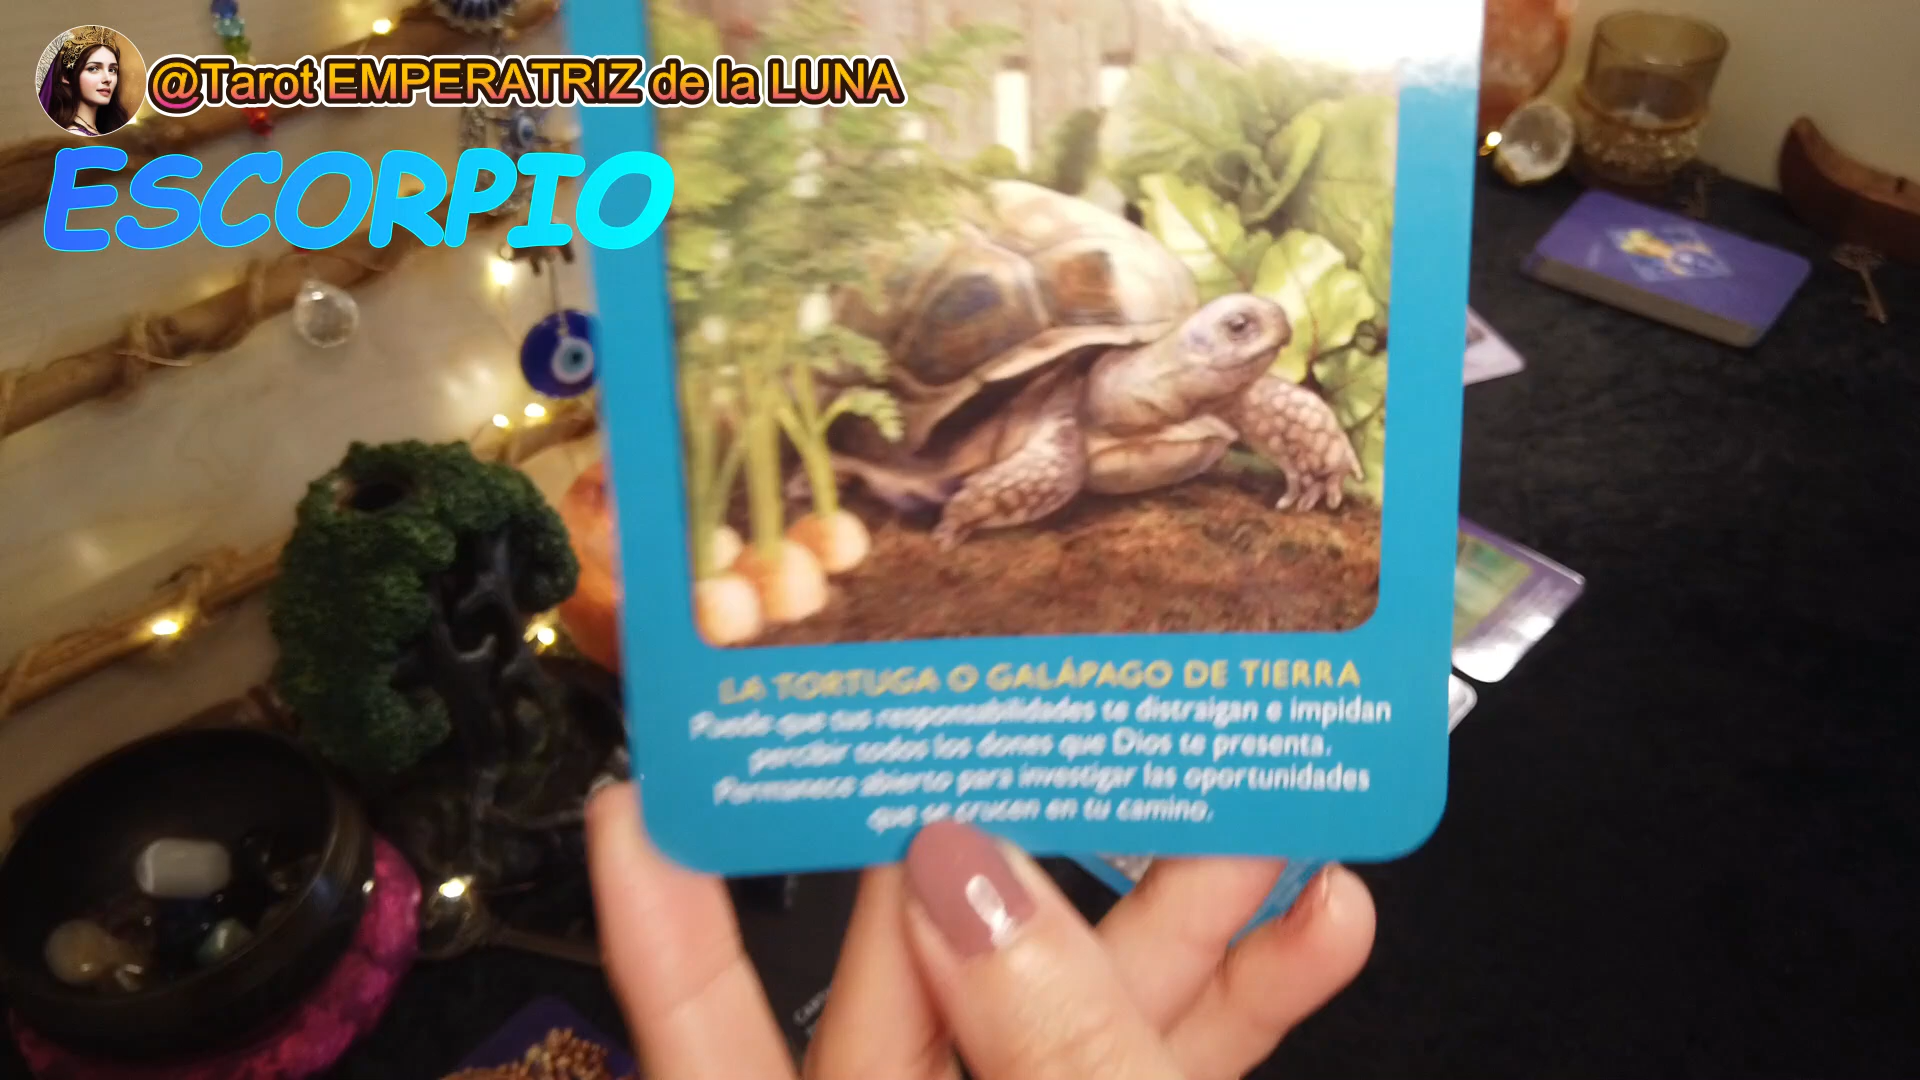 @Tarot EMPERATRIZ de la LUNA
ESCORPIO
LA TORTUGA O GALÁPAGO DE TIERRA
Puede que tus responsabilidades te distraigan e impidan
percibir todos los dones que Dios te presenta.
Permanece abierto para investigar las oportunidades
que se crucen en tu camino.